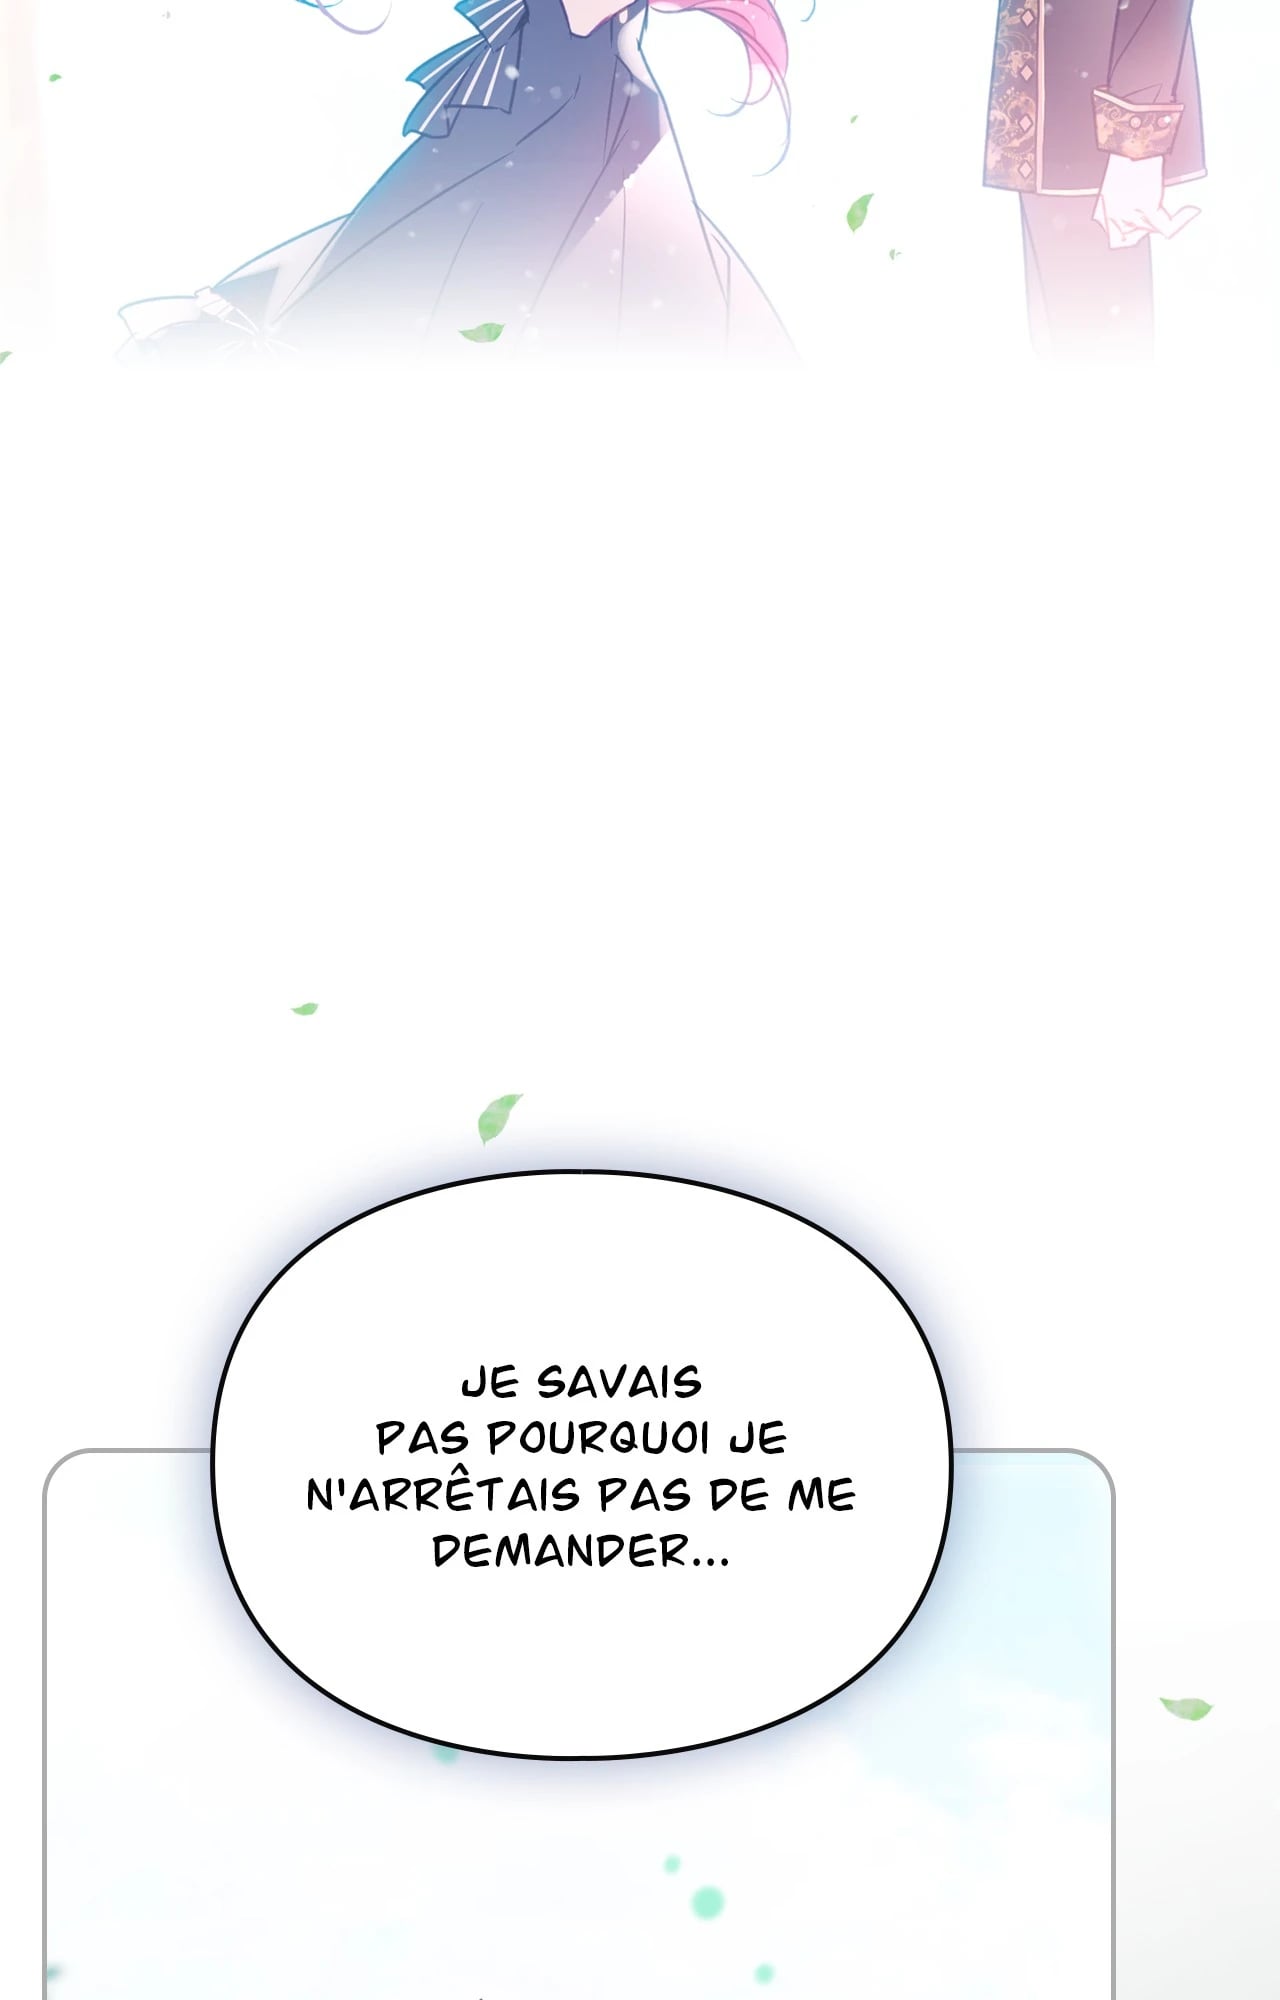 JE SAVAIS
PAS POURQUOI JE
N'ARRÊTAIS PAS DE ME
DEMANDER...